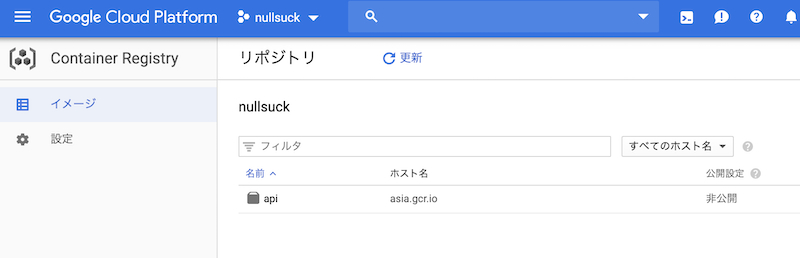 Google Cloud Platform nullsuck
Container Registry リポジトリ 更新
イメージ
設定
nullsuck
フィルタ すべてのホスト名
名前 ホスト名 公開設定
api asia.gcr.io 非公開